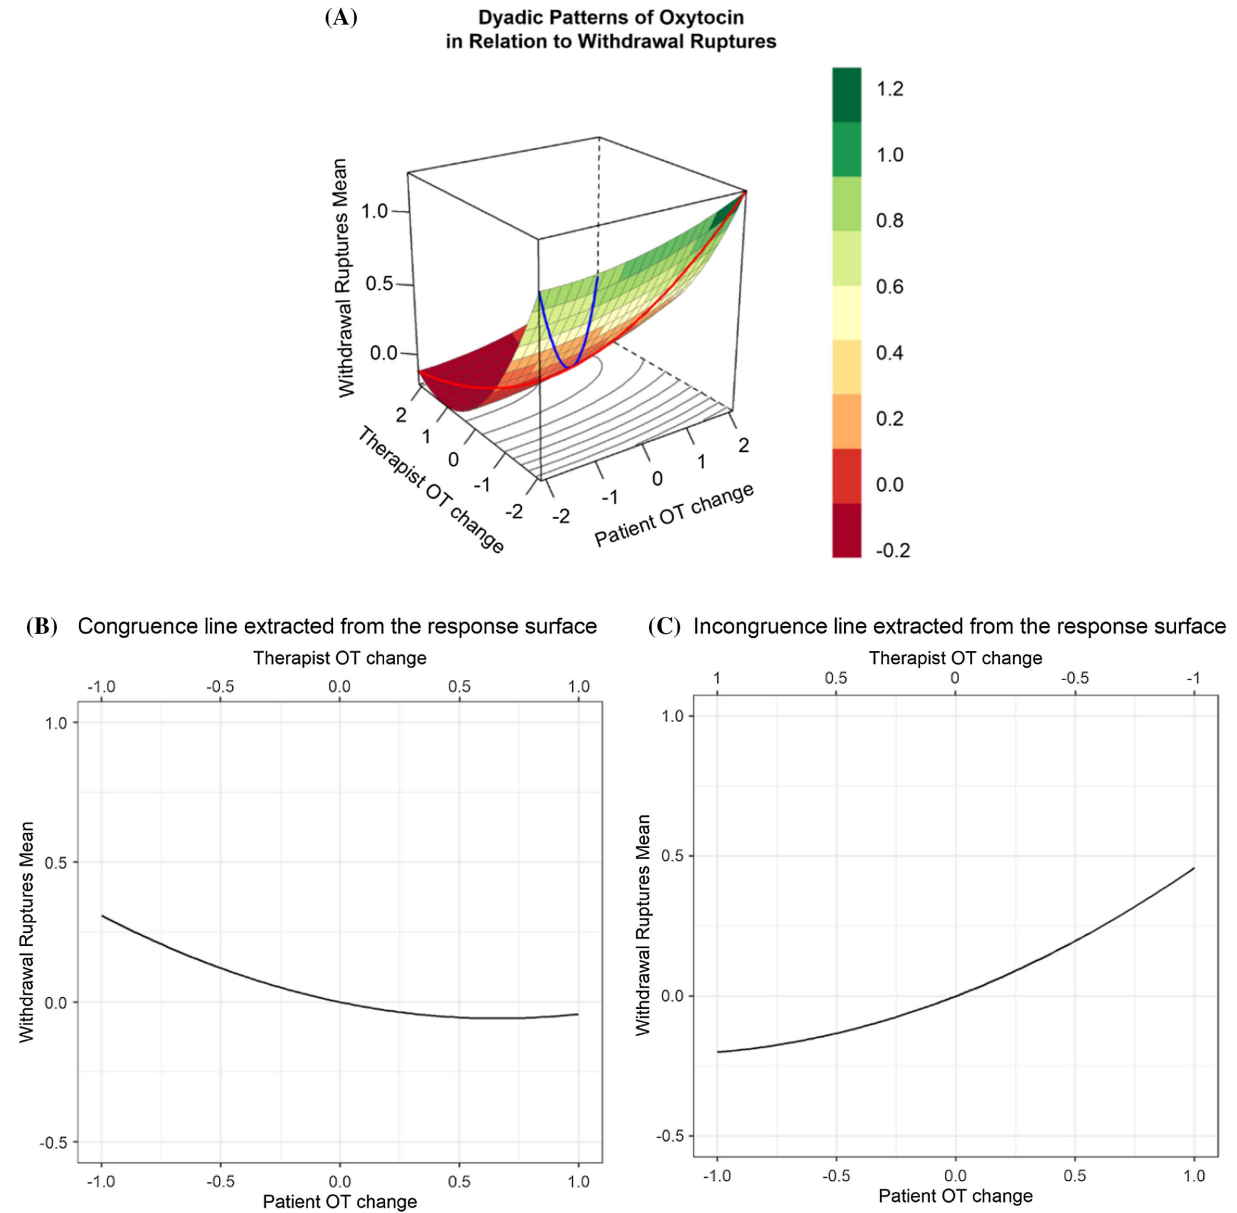 (A)
Dyadic Patterns of Oxytocin
in Relation to Withdrawal Ruptures
Withdrawal Ruptures Mean
1.0
0.5
0.0
2
1
0
-1
-2
Therapist OT change
-2
-1
0
1
2
Patient OT change
1.2
1.0
0.8
0.6
0.4
0.2
0.0
-0.2
(B) Congruence line extracted from the response surface
Therapist OT change
-1.0 -0.5 0.0 0.5 1.0
Withdrawal Ruptures Mean
1.0
0.5
0.0
-0.5
-1.0 -0.5 0.0 0.5 1.0
Patient OT change
(C) Incongruence line extracted from the response surface
Therapist OT change
1 0.5 0 -0.5 -1
Withdrawal Ruptures Mean
1.0
0.5
0.0
-0.5
-1.0 -0.5 0.0 0.5 1.0
Patient OT change